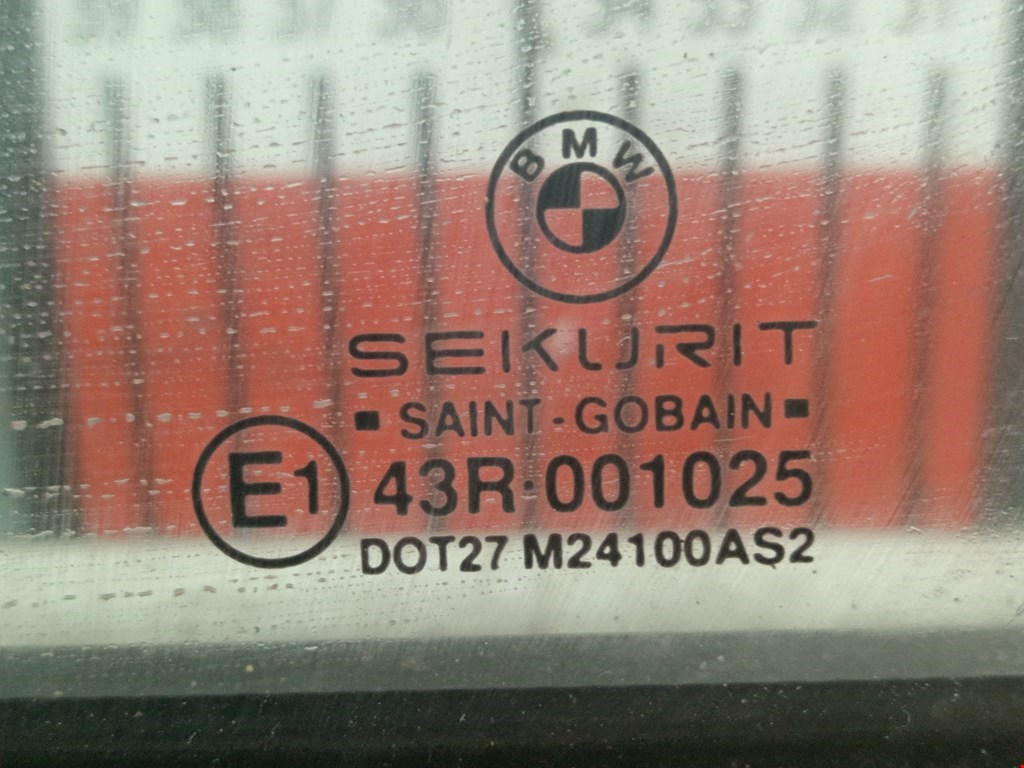 BMW
SEKURIT
▪ SAINT-GOBAIN ▪
E1 43R·001025
DOT27 M24100AS2